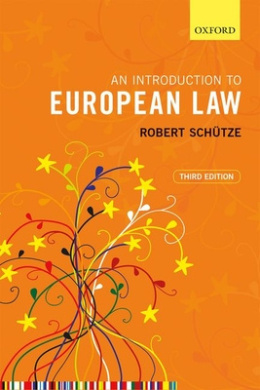 OXFORD
AN INTRODUCTION TO
EUROPEAN LAW
ROBERT SCHÜTZE
THIRD EDITION